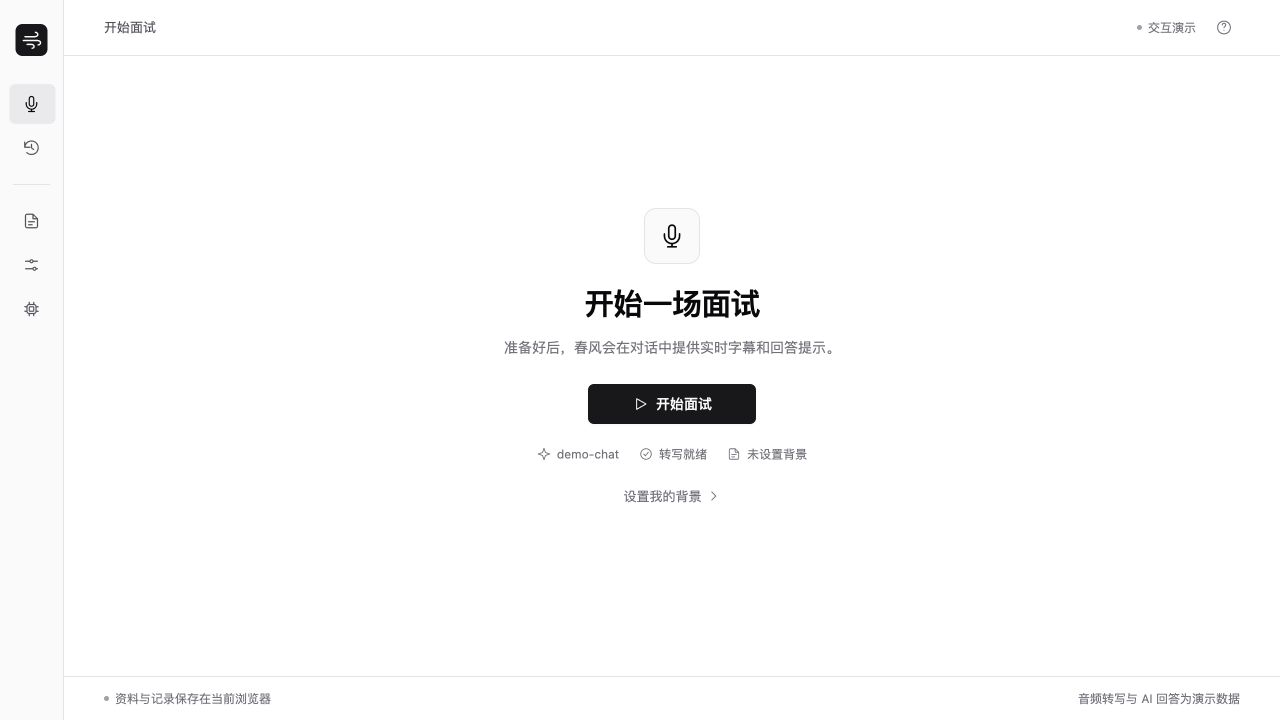 开始面试
交互演示
开始一场面试
准备好后，春风会在对话中提供实时字幕和回答提示。
开始面试
demo-chat 转写就绪 未设置背景
设置我的背景
资料与记录保存在当前浏览器
音频转写与 AI 回答为演示数据